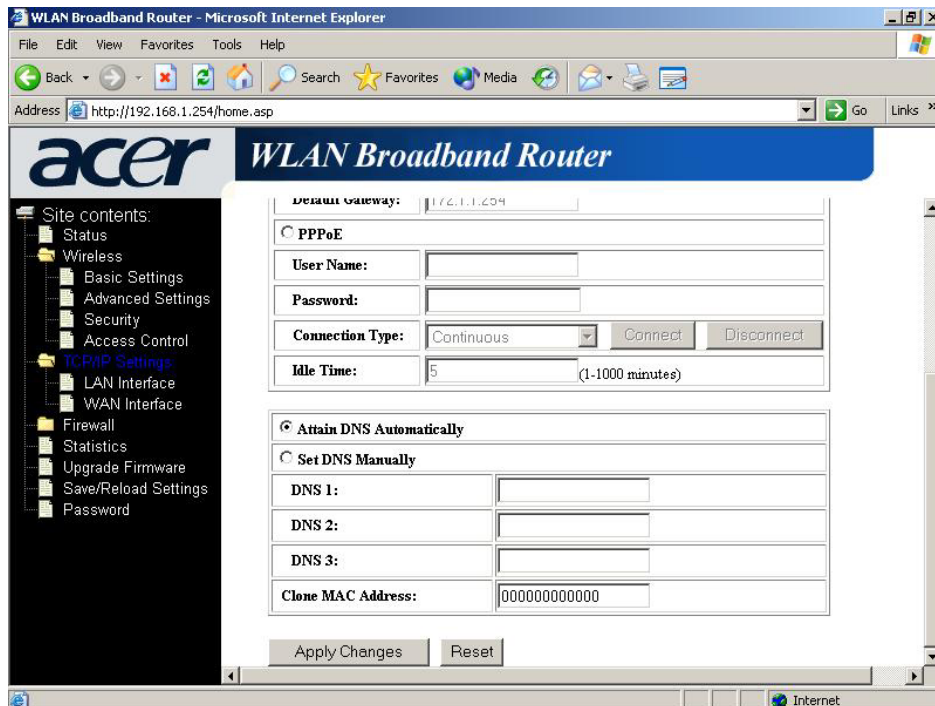 WLAN Broadband Router - Microsoft Internet Explorer
File Edit View Favorites Tools Help
Back Search Favorites Media
Address http://192.168.1.254/home.asp Go Links »
acer WLAN Broadband Router
Site contents:
Status
Wireless
Basic Settings
Advanced Settings
Security
Access Control
TCP/IP Settings
LAN Interface
WAN Interface
Firewall
Statistics
Upgrade Firmware
Save/Reload Settings
Password
Default Gateway: 172.1.1.254
PPPoE
User Name:
Password:
Connection Type: Continuous Connect Disconnect
Idle Time: 5 (1-1000 minutes)
Attain DNS Automatically
Set DNS Manually
DNS 1:
DNS 2:
DNS 3:
Clone MAC Address: 000000000000
Apply Changes Reset
Internet